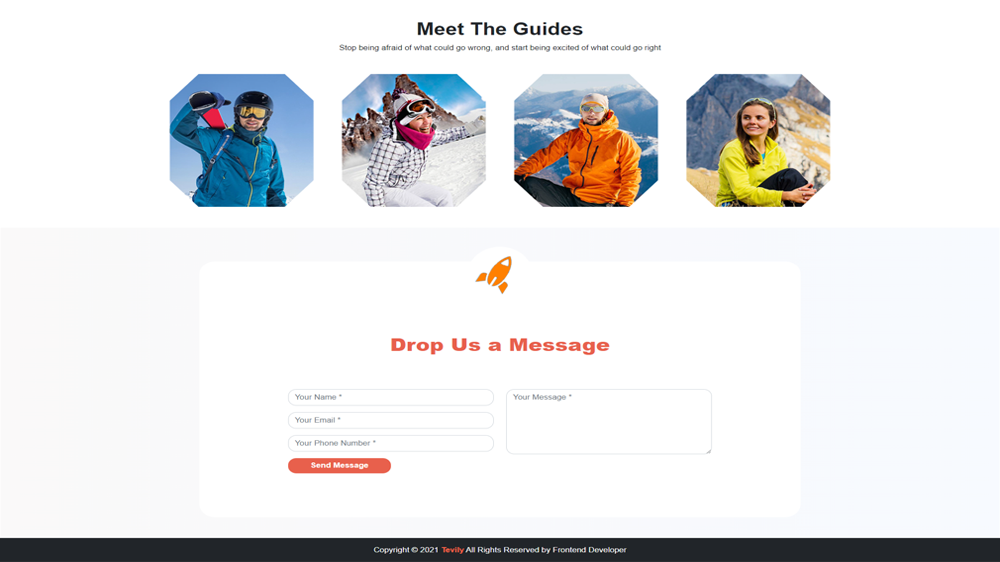 Meet The Guides
Stop being afraid of what could go wrong, and start being excited of what could go right
Drop Us a Message
Your Name *
Your Email *
Your Phone Number *
Your Message *
Send Message
Copyright © 2021 Tevily All Rights Reserved by Frontend Developer